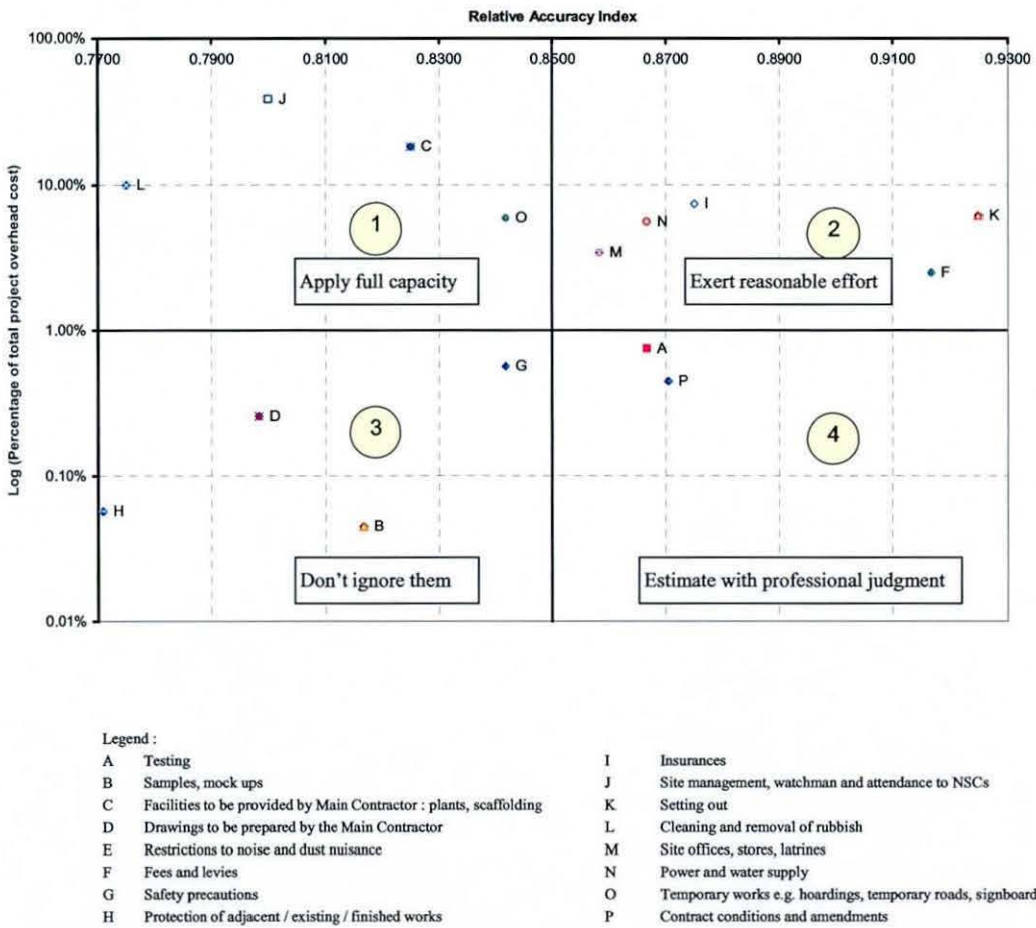 Relative Accuracy Index
100.00%
0.7700 0.7900 0.8100 0.8300 0.8500 0.8700 0.8900 0.9100 0.9300
J
C
10.00%
L
1
O
N
I
2
K
M
F
Apply full capacity
Exert reasonable effort
1.00%
G
A
P
D
3
4
0.10%
H
B
Don't ignore them
Estimate with professional judgment
0.01%
Log (Percentage of total project overhead cost)
Legend :
A Testing
B Samples, mock ups
C Facilities to be provided by Main Contractor : plants, scaffolding
D Drawings to be prepared by the Main Contractor
E Restrictions to noise and dust nuisance
F Fees and levies
G Safety precautions
H Protection of adjacent / existing / finished works
I Insurances
J Site management, watchman and attendance to NSCs
K Setting out
L Cleaning and removal of rubbish
M Site offices, stores, latrines
N Power and water supply
O Temporary works e.g. hoardings, temporary roads, signboard
P Contract conditions and amendments